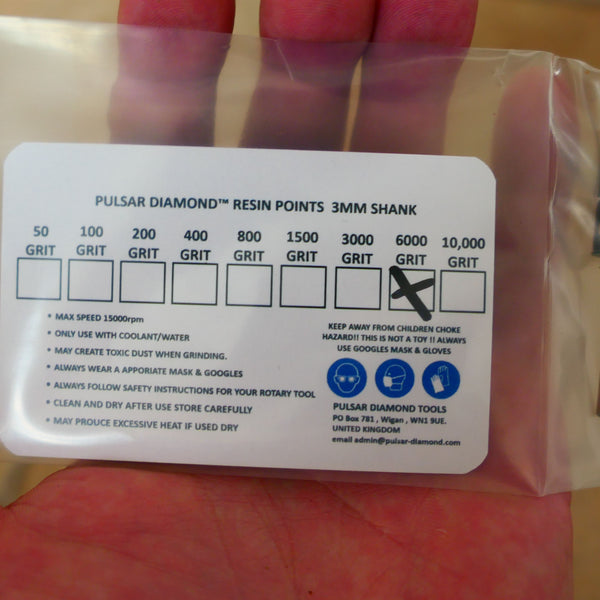 PULSAR DIAMOND™ RESIN POINTS 3MM SHANK
50 100 200 400 800 1500 3000 6000 10,000
GRIT GRIT GRIT GRIT GRIT GRIT GRIT GRIT GRIT
• MAX SPEED 15000rpm
• ONLY USE WITH COOLANT/WATER
• MAY CREATE TOXIC DUST WHEN GRINDING.
• ALWAYS WEAR A APPORIATE MASK & GOOGLES
• ALWAYS FOLLOW SAFETY INSTRUCTIONS FOR YOUR ROTARY TOOL
• CLEAN AND DRY AFTER USE STORE CAREFULLY
• MAY PROUCE EXCESSIVE HEAT IF USED DRY
KEEP AWAY FROM CHILDREN CHOKE
HAZARD!! THIS IS NOT A TOY !! ALWAYS
USE GOOGLES MASK & GLOVES
PULSAR DIAMOND TOOLS
PO Box 781 , Wigan , WN1 9UE.
UNITED KINGDOM
email admin@pulsar-diamond.com